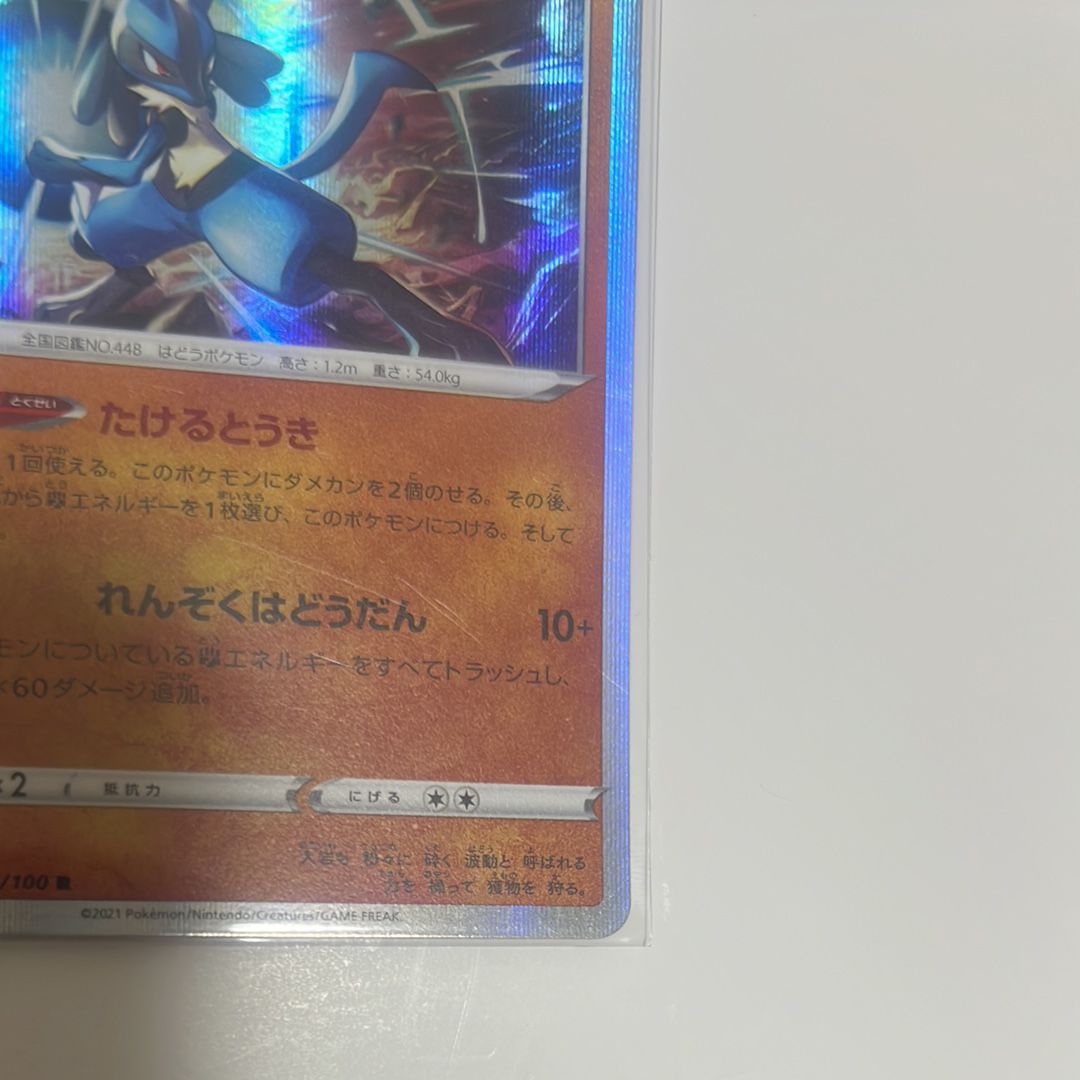 全国図鑑NO.448 はどうポケモン 高さ:1.2m 重さ:54.0kg
とくせい たけるとうき
1回使える。このポケモンにダメカンを2個のせる。その後、
から闘エネルギーを1枚選び、このポケモンにつける。そして
れんぞくはどうだん 10+
モンについている闘エネルギーをすべてトラッシュし、
×60ダメージ追加。
×2 抵抗力 にげる
大岩も 粉々に 砕く 波動と 呼ばれる
力を 操って 獲物を 狩る。
/100 R
©2021 Pokémon/Nintendo/Creatures/GAME FREAK